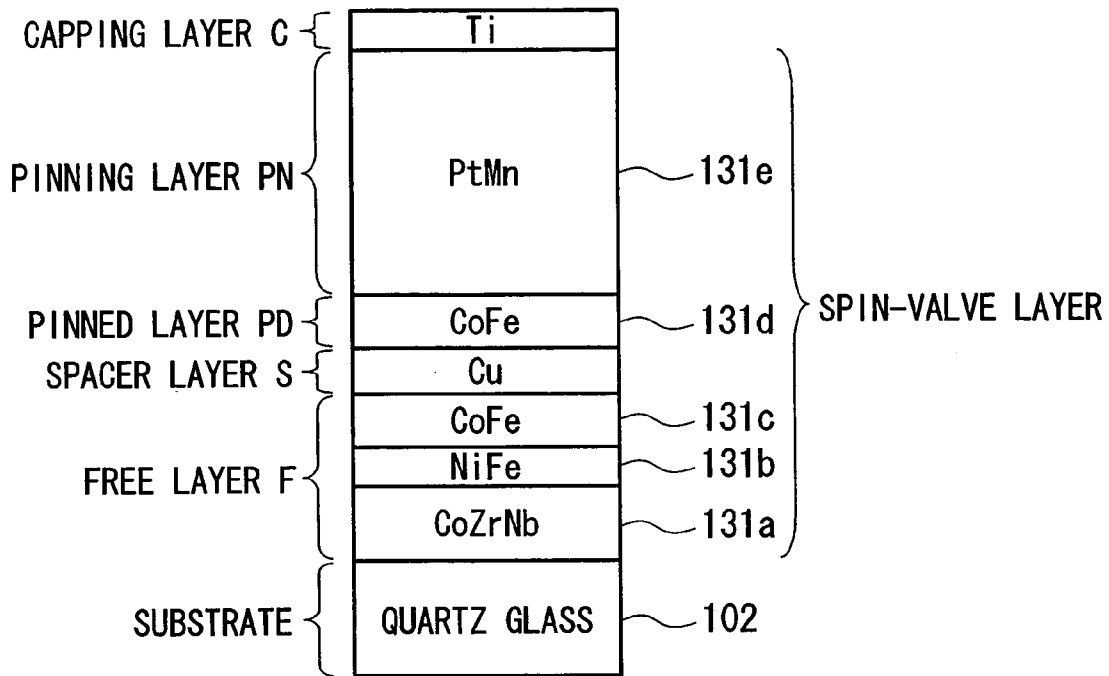 CAPPING LAYER C Ti
PINNING LAYER PN PtMn 131e
SPIN-VALVE LAYER
PINNED LAYER PD CoFe 131d
SPACER LAYER S Cu
CoFe 131c
FREE LAYER F NiFe 131b
CoZrNb 131a
SUBSTRATE QUARTZ GLASS 102